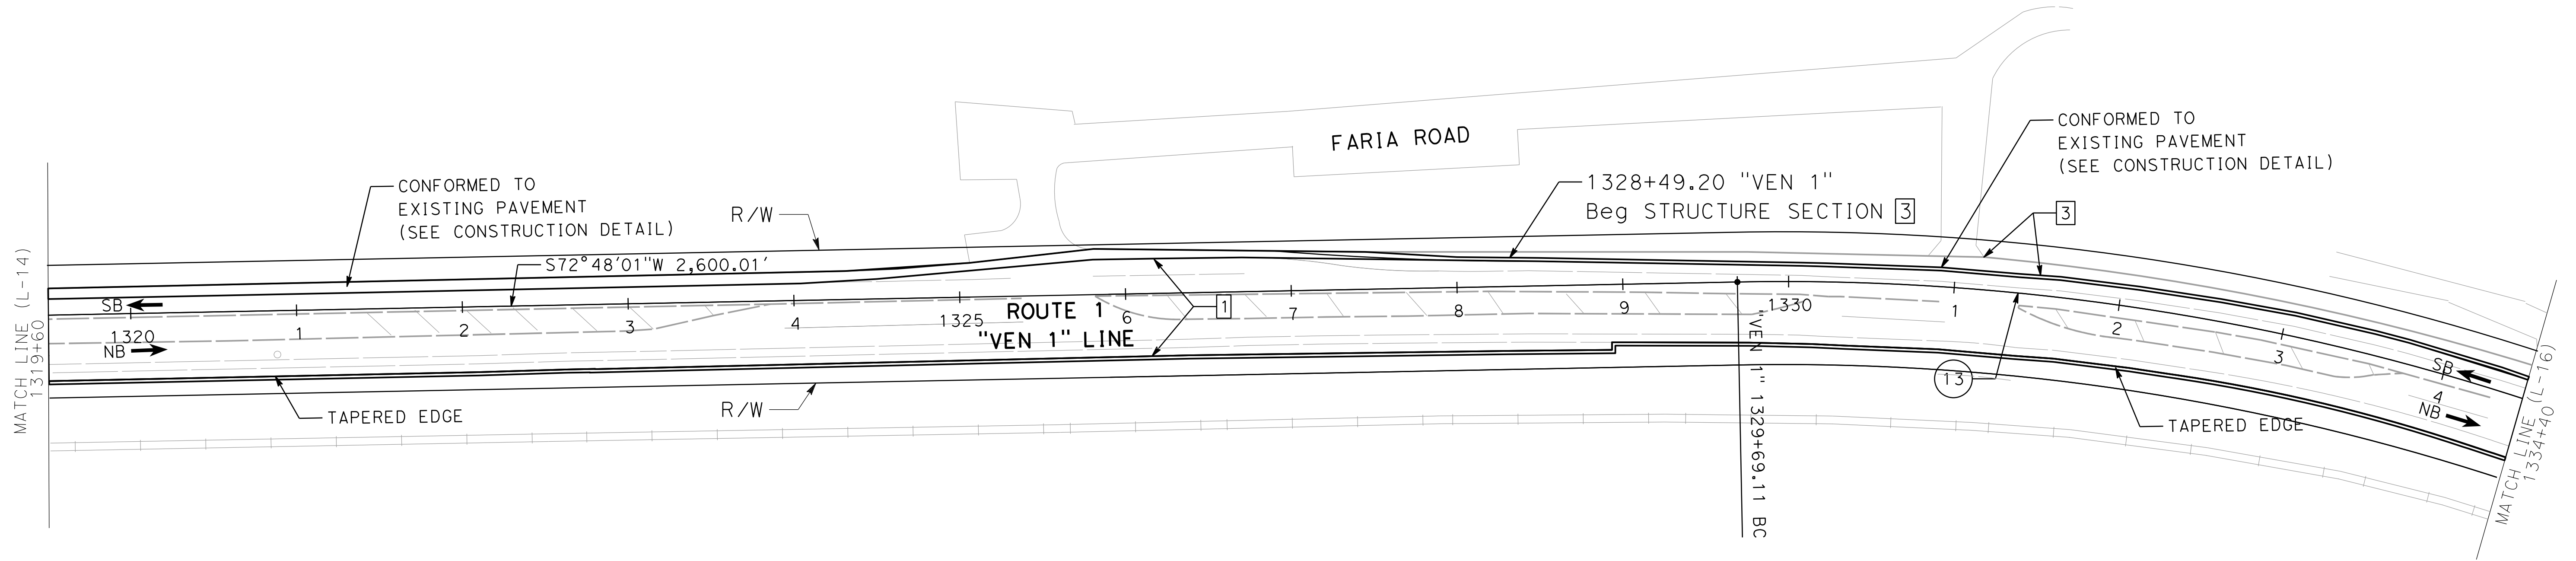 MATCH LINE (L-14)
1319+60
CONFORMED TO
EXISTING PAVEMENT
(SEE CONSTRUCTION DETAIL)
R/W
S72°48'01"W 2,600.01'
SB
NB
1320
1
2
3
4
1325
6
7
8
9
1330
1
2
3
4
ROUTE 1
"VEN 1" LINE
1
FARIA ROAD
1328+49.20 "VEN 1"
Beg STRUCTURE SECTION 3
CONFORMED TO
EXISTING PAVEMENT
(SEE CONSTRUCTION DETAIL)
3
TAPERED EDGE
R/W
"VEN 1" 1329+69.11 BC
13
TAPERED EDGE
SB
NB
MATCH LINE (L-16)
1334+40